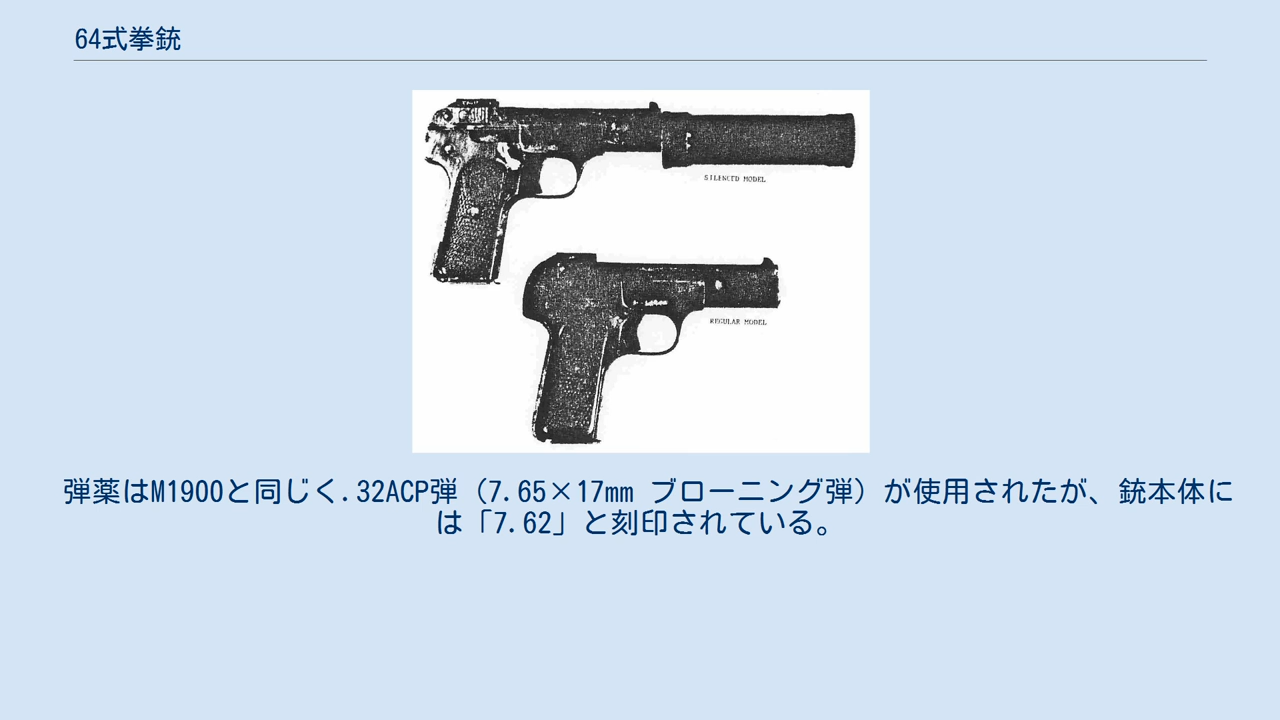 64式拳銃
SILENCED MODEL
REGULAR MODEL
弾薬はM1900と同じく.32ACP弾（7.65×17mm ブローニング弾）が使用されたが、銃本体に
は「7.62」と刻印されている。